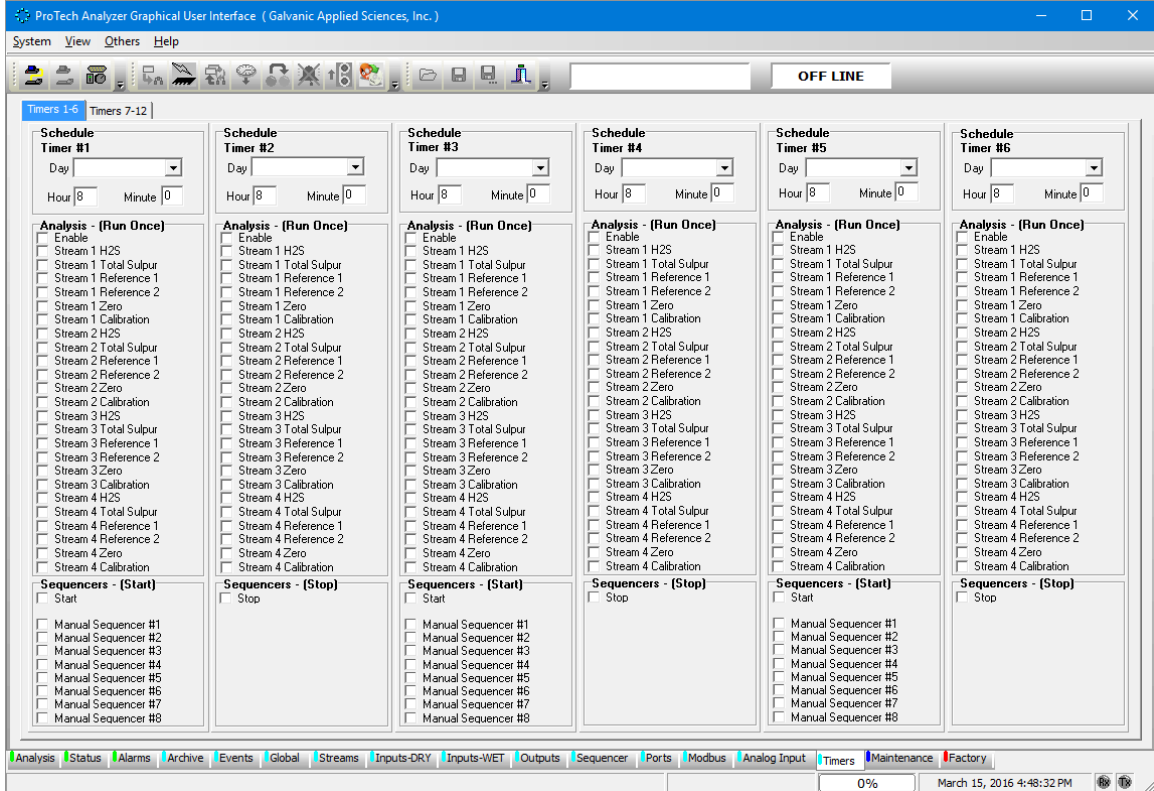 ProTech Analyzer Graphical User Interface ( Galvanic Applied Sciences, Inc. )
System View Others Help
OFF LINE
Timers 1-6 Timers 7-12
Schedule
Timer #1
Day
Hour 8 Minute 0
Analysis - (Run Once)
Enable
Stream 1 H2S
Stream 1 Total Sulpur
Stream 1 Reference 1
Stream 1 Reference 2
Stream 1 Zero
Stream 1 Calibration
Stream 2 H2S
Stream 2 Total Sulpur
Stream 2 Reference 1
Stream 2 Reference 2
Stream 2 Zero
Stream 2 Calibration
Stream 3 H2S
Stream 3 Total Sulpur
Stream 3 Reference 1
Stream 3 Reference 2
Stream 3 Zero
Stream 3 Calibration
Stream 4 H2S
Stream 4 Total Sulpur
Stream 4 Reference 1
Stream 4 Reference 2
Stream 4 Zero
Stream 4 Calibration
Sequencers - (Start)
Start
Manual Sequencer #1
Manual Sequencer #2
Manual Sequencer #3
Manual Sequencer #4
Manual Sequencer #5
Manual Sequencer #6
Manual Sequencer #7
Manual Sequencer #8
Schedule
Timer #2
Day
Hour 8 Minute 0
Analysis - (Run Once)
Enable
Stream 1 H2S
Stream 1 Total Sulpur
Stream 1 Reference 1
Stream 1 Reference 2
Stream 1 Zero
Stream 1 Calibration
Stream 2 H2S
Stream 2 Total Sulpur
Stream 2 Reference 1
Stream 2 Reference 2
Stream 2 Zero
Stream 2 Calibration
Stream 3 H2S
Stream 3 Total Sulpur
Stream 3 Reference 1
Stream 3 Reference 2
Stream 3 Zero
Stream 3 Calibration
Stream 4 H2S
Stream 4 Total Sulpur
Stream 4 Reference 1
Stream 4 Reference 2
Stream 4 Zero
Stream 4 Calibration
Sequencers - (Stop)
Stop
Schedule
Timer #3
Day
Hour 8 Minute 0
Analysis - (Run Once)
Enable
Stream 1 H2S
Stream 1 Total Sulpur
Stream 1 Reference 1
Stream 1 Reference 2
Stream 1 Zero
Stream 1 Calibration
Stream 2 H2S
Stream 2 Total Sulpur
Stream 2 Reference 1
Stream 2 Reference 2
Stream 2 Zero
Stream 2 Calibration
Stream 3 H2S
Stream 3 Total Sulpur
Stream 3 Reference 1
Stream 3 Reference 2
Stream 3 Zero
Stream 3 Calibration
Stream 4 H2S
Stream 4 Total Sulpur
Stream 4 Reference 1
Stream 4 Reference 2
Stream 4 Zero
Stream 4 Calibration
Sequencers - (Start)
Start
Manual Sequencer #1
Manual Sequencer #2
Manual Sequencer #3
Manual Sequencer #4
Manual Sequencer #5
Manual Sequencer #6
Manual Sequencer #7
Manual Sequencer #8
Schedule
Timer #4
Day
Hour 8 Minute 0
Analysis - (Run Once)
Enable
Stream 1 H2S
Stream 1 Total Sulpur
Stream 1 Reference 1
Stream 1 Reference 2
Stream 1 Zero
Stream 1 Calibration
Stream 2 H2S
Stream 2 Total Sulpur
Stream 2 Reference 1
Stream 2 Reference 2
Stream 2 Zero
Stream 2 Calibration
Stream 3 H2S
Stream 3 Total Sulpur
Stream 3 Reference 1
Stream 3 Reference 2
Stream 3 Zero
Stream 3 Calibration
Stream 4 H2S
Stream 4 Total Sulpur
Stream 4 Reference 1
Stream 4 Reference 2
Stream 4 Zero
Stream 4 Calibration
Sequencers - (Stop)
Stop
Schedule
Timer #5
Day
Hour 8 Minute 0
Analysis - (Run Once)
Enable
Stream 1 H2S
Stream 1 Total Sulpur
Stream 1 Reference 1
Stream 1 Reference 2
Stream 1 Zero
Stream 1 Calibration
Stream 2 H2S
Stream 2 Total Sulpur
Stream 2 Reference 1
Stream 2 Reference 2
Stream 2 Zero
Stream 2 Calibration
Stream 3 H2S
Stream 3 Total Sulpur
Stream 3 Reference 1
Stream 3 Reference 2
Stream 3 Zero
Stream 3 Calibration
Stream 4 H2S
Stream 4 Total Sulpur
Stream 4 Reference 1
Stream 4 Reference 2
Stream 4 Zero
Stream 4 Calibration
Sequencers - (Start)
Start
Manual Sequencer #1
Manual Sequencer #2
Manual Sequencer #3
Manual Sequencer #4
Manual Sequencer #5
Manual Sequencer #6
Manual Sequencer #7
Manual Sequencer #8
Schedule
Timer #6
Day
Hour 8 Minute 0
Analysis - (Run Once)
Enable
Stream 1 H2S
Stream 1 Total Sulpur
Stream 1 Reference 1
Stream 1 Reference 2
Stream 1 Zero
Stream 1 Calibration
Stream 2 H2S
Stream 2 Total Sulpur
Stream 2 Reference 1
Stream 2 Reference 2
Stream 2 Zero
Stream 2 Calibration
Stream 3 H2S
Stream 3 Total Sulpur
Stream 3 Reference 1
Stream 3 Reference 2
Stream 3 Zero
Stream 3 Calibration
Stream 4 H2S
Stream 4 Total Sulpur
Stream 4 Reference 1
Stream 4 Reference 2
Stream 4 Zero
Stream 4 Calibration
Sequencers - (Stop)
Stop
Analysis Status Alarms Archive Events Global Streams Inputs-DRY Inputs-WET Outputs Sequencer Ports Modbus Analog Input Timers Maintenance Factory
0% March 15, 2016 4:48:32 PM Rx Tx